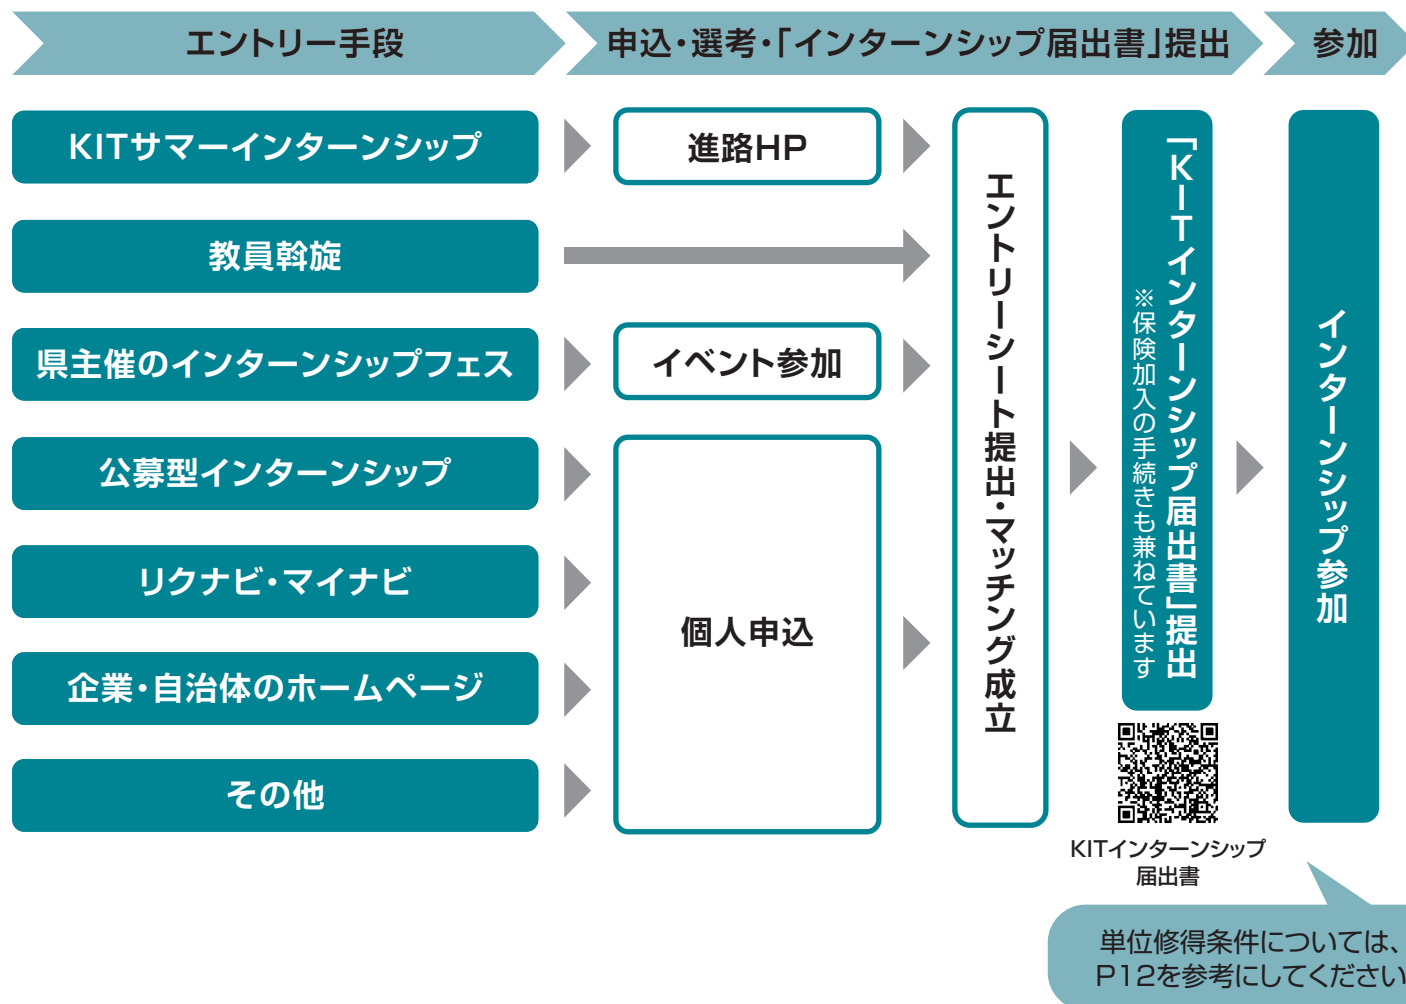 エントリー手段
申込・選考・「インターンシップ届出書」提出
参加
KITサマーインターンシップ
進路HP
教員斡旋
県主催のインターンシップフェス
イベント参加
公募型インターンシップ
リクナビ・マイナビ
企業・自治体のホームページ
その他
個人申込
エントリーシート提出・マッチング成立
「KITインターンシップ届出書」提出
※保険加入の手続きも兼ねています
KITインターンシップ
届出書
インターンシップ参加
単位修得条件については、
P12を参考にしてください